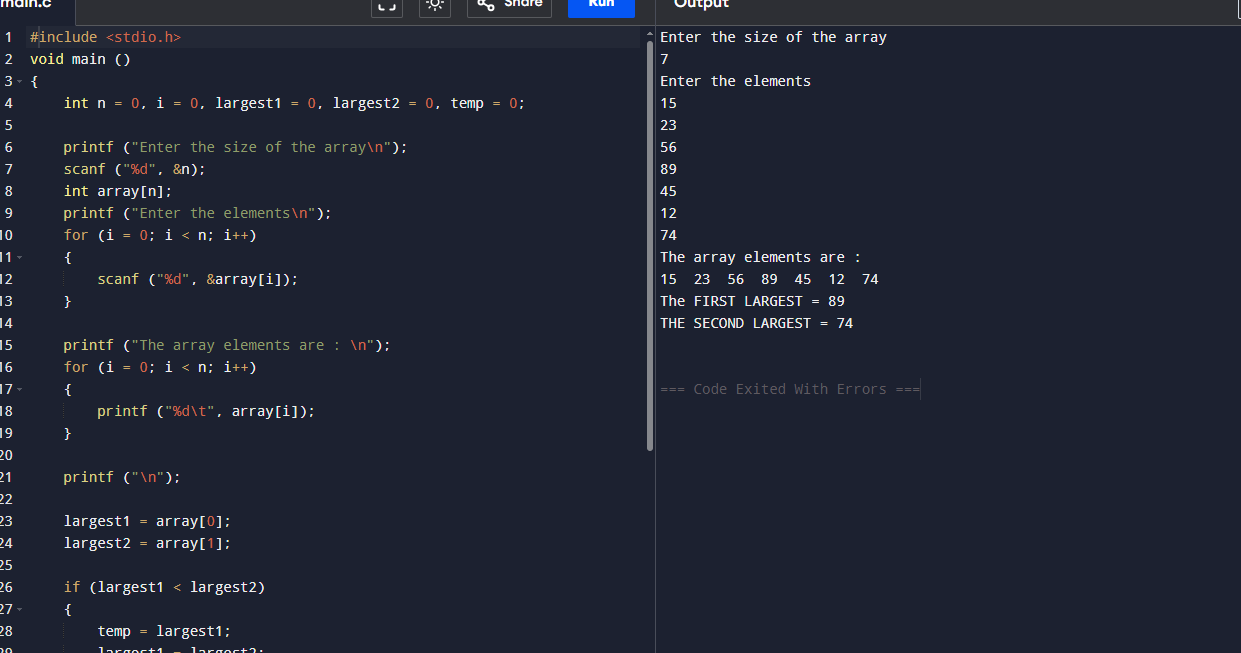 main.c
Share
Run
Output
1 #include <stdio.h>
2 void main ()
3 {
4 int n = 0, i = 0, largest1 = 0, largest2 = 0, temp = 0;
5
6 printf ("Enter the size of the array\n");
7 scanf ("%d", &n);
8 int array[n];
9 printf ("Enter the elements\n");
10 for (i = 0; i < n; i++)
11 {
12 scanf ("%d", &array[i]);
13 }
14
15 printf ("The array elements are : \n");
16 for (i = 0; i < n; i++)
17 {
18 printf ("%d\t", array[i]);
19 }
20
21 printf ("\n");
22
23 largest1 = array[0];
24 largest2 = array[1];
25
26 if (largest1 < largest2)
27 {
28 temp = largest1;
29 largest1 = largest2;
Enter the size of the array
7
Enter the elements
15
23
56
89
45
12
74
The array elements are :
15 23 56 89 45 12 74
The FIRST LARGEST = 89
THE SECOND LARGEST = 74
=== Code Exited With Errors ===